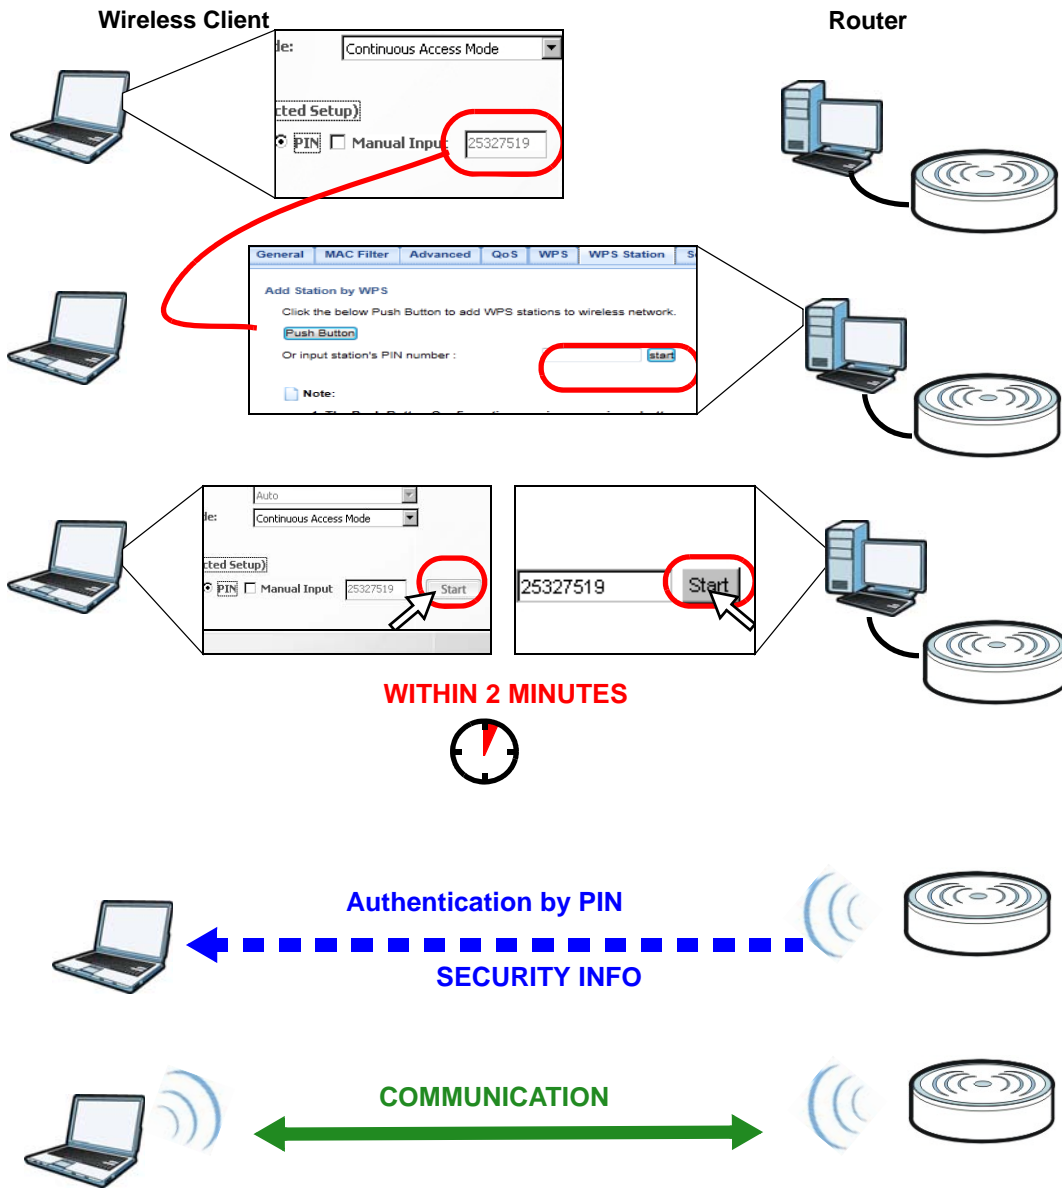 Wireless Client
Router
de:
Continuous Access Mode
cted Setup)
PIN
Manual Input
25327519
General
MAC Filter
Advanced
QoS
WPS
WPS Station
Add Station by WPS
Click the below Push Button to add WPS stations to wireless network.
Push Button
Or input station's PIN number :
start
Note:
Auto
de:
Continuous Access Mode
cted Setup)
PIN
Manual Input
25327519
Start
25327519
Start
WITHIN 2 MINUTES
Authentication by PIN
SECURITY INFO
COMMUNICATION